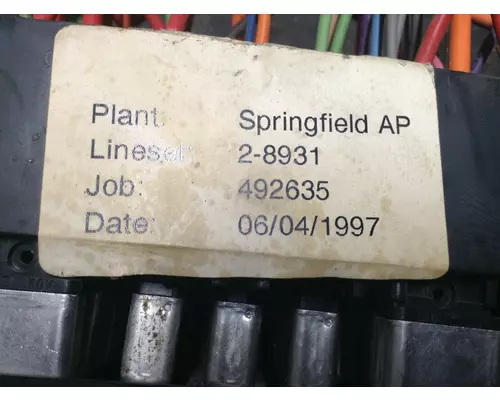 Plant: Springfield AP
Lineset: 2-8931
Job: 492635
Date: 06/04/1997